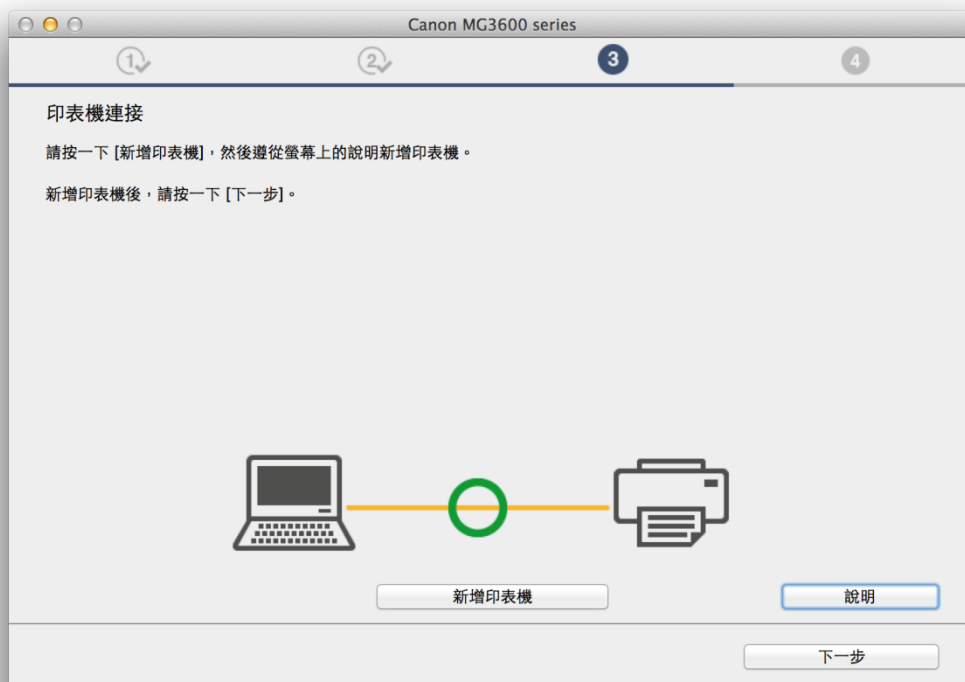 Canon MG3600 series
1
2
3
4
印表機連接
請按一下 [新增印表機]，然後遵從螢幕上的說明新增印表機。
新增印表機後，請按一下 [下一步]。
新增印表機
說明
下一步